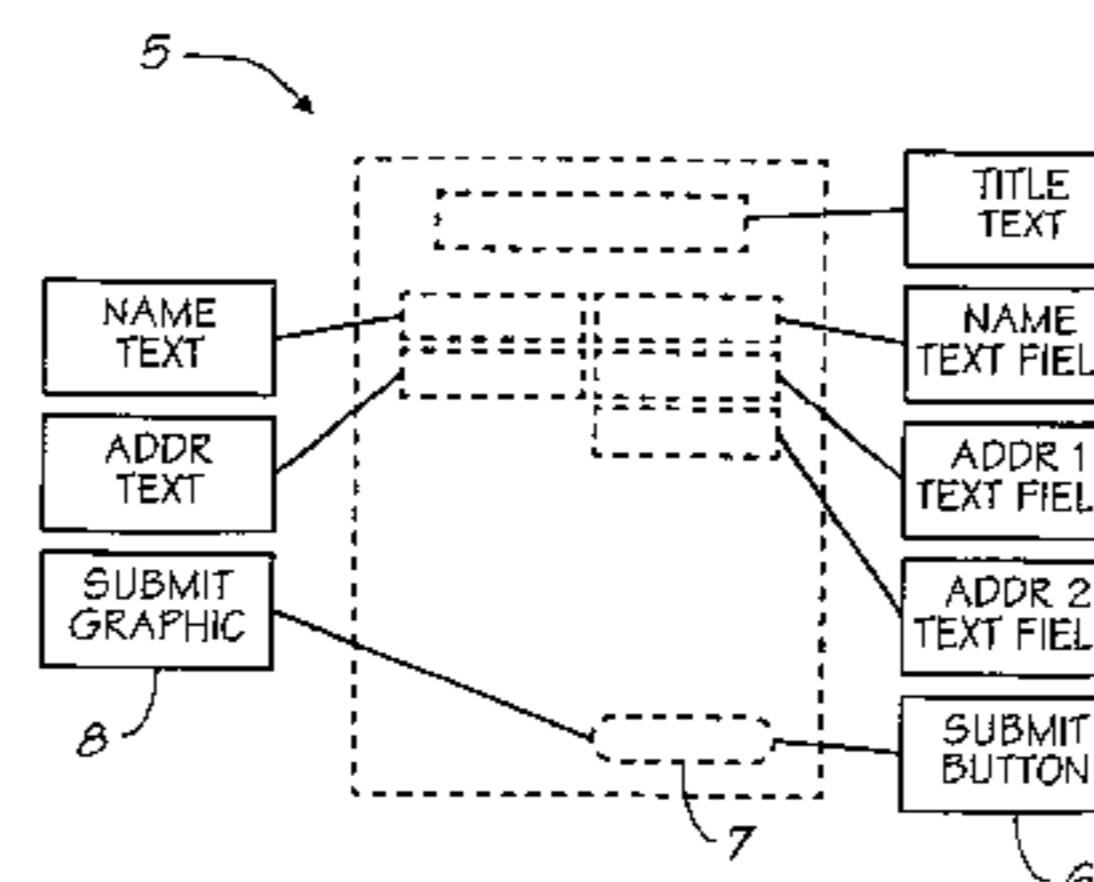 5
TITLE
TEXT
NAME
TEXT
NAME
TEXT FIEL
ADDR
TEXT
ADDR 1
TEXT FIEL
SUBMIT
GRAPHIC
ADDR 2
TEXT FIEL
SUBMIT
BUTTON
8
7
6